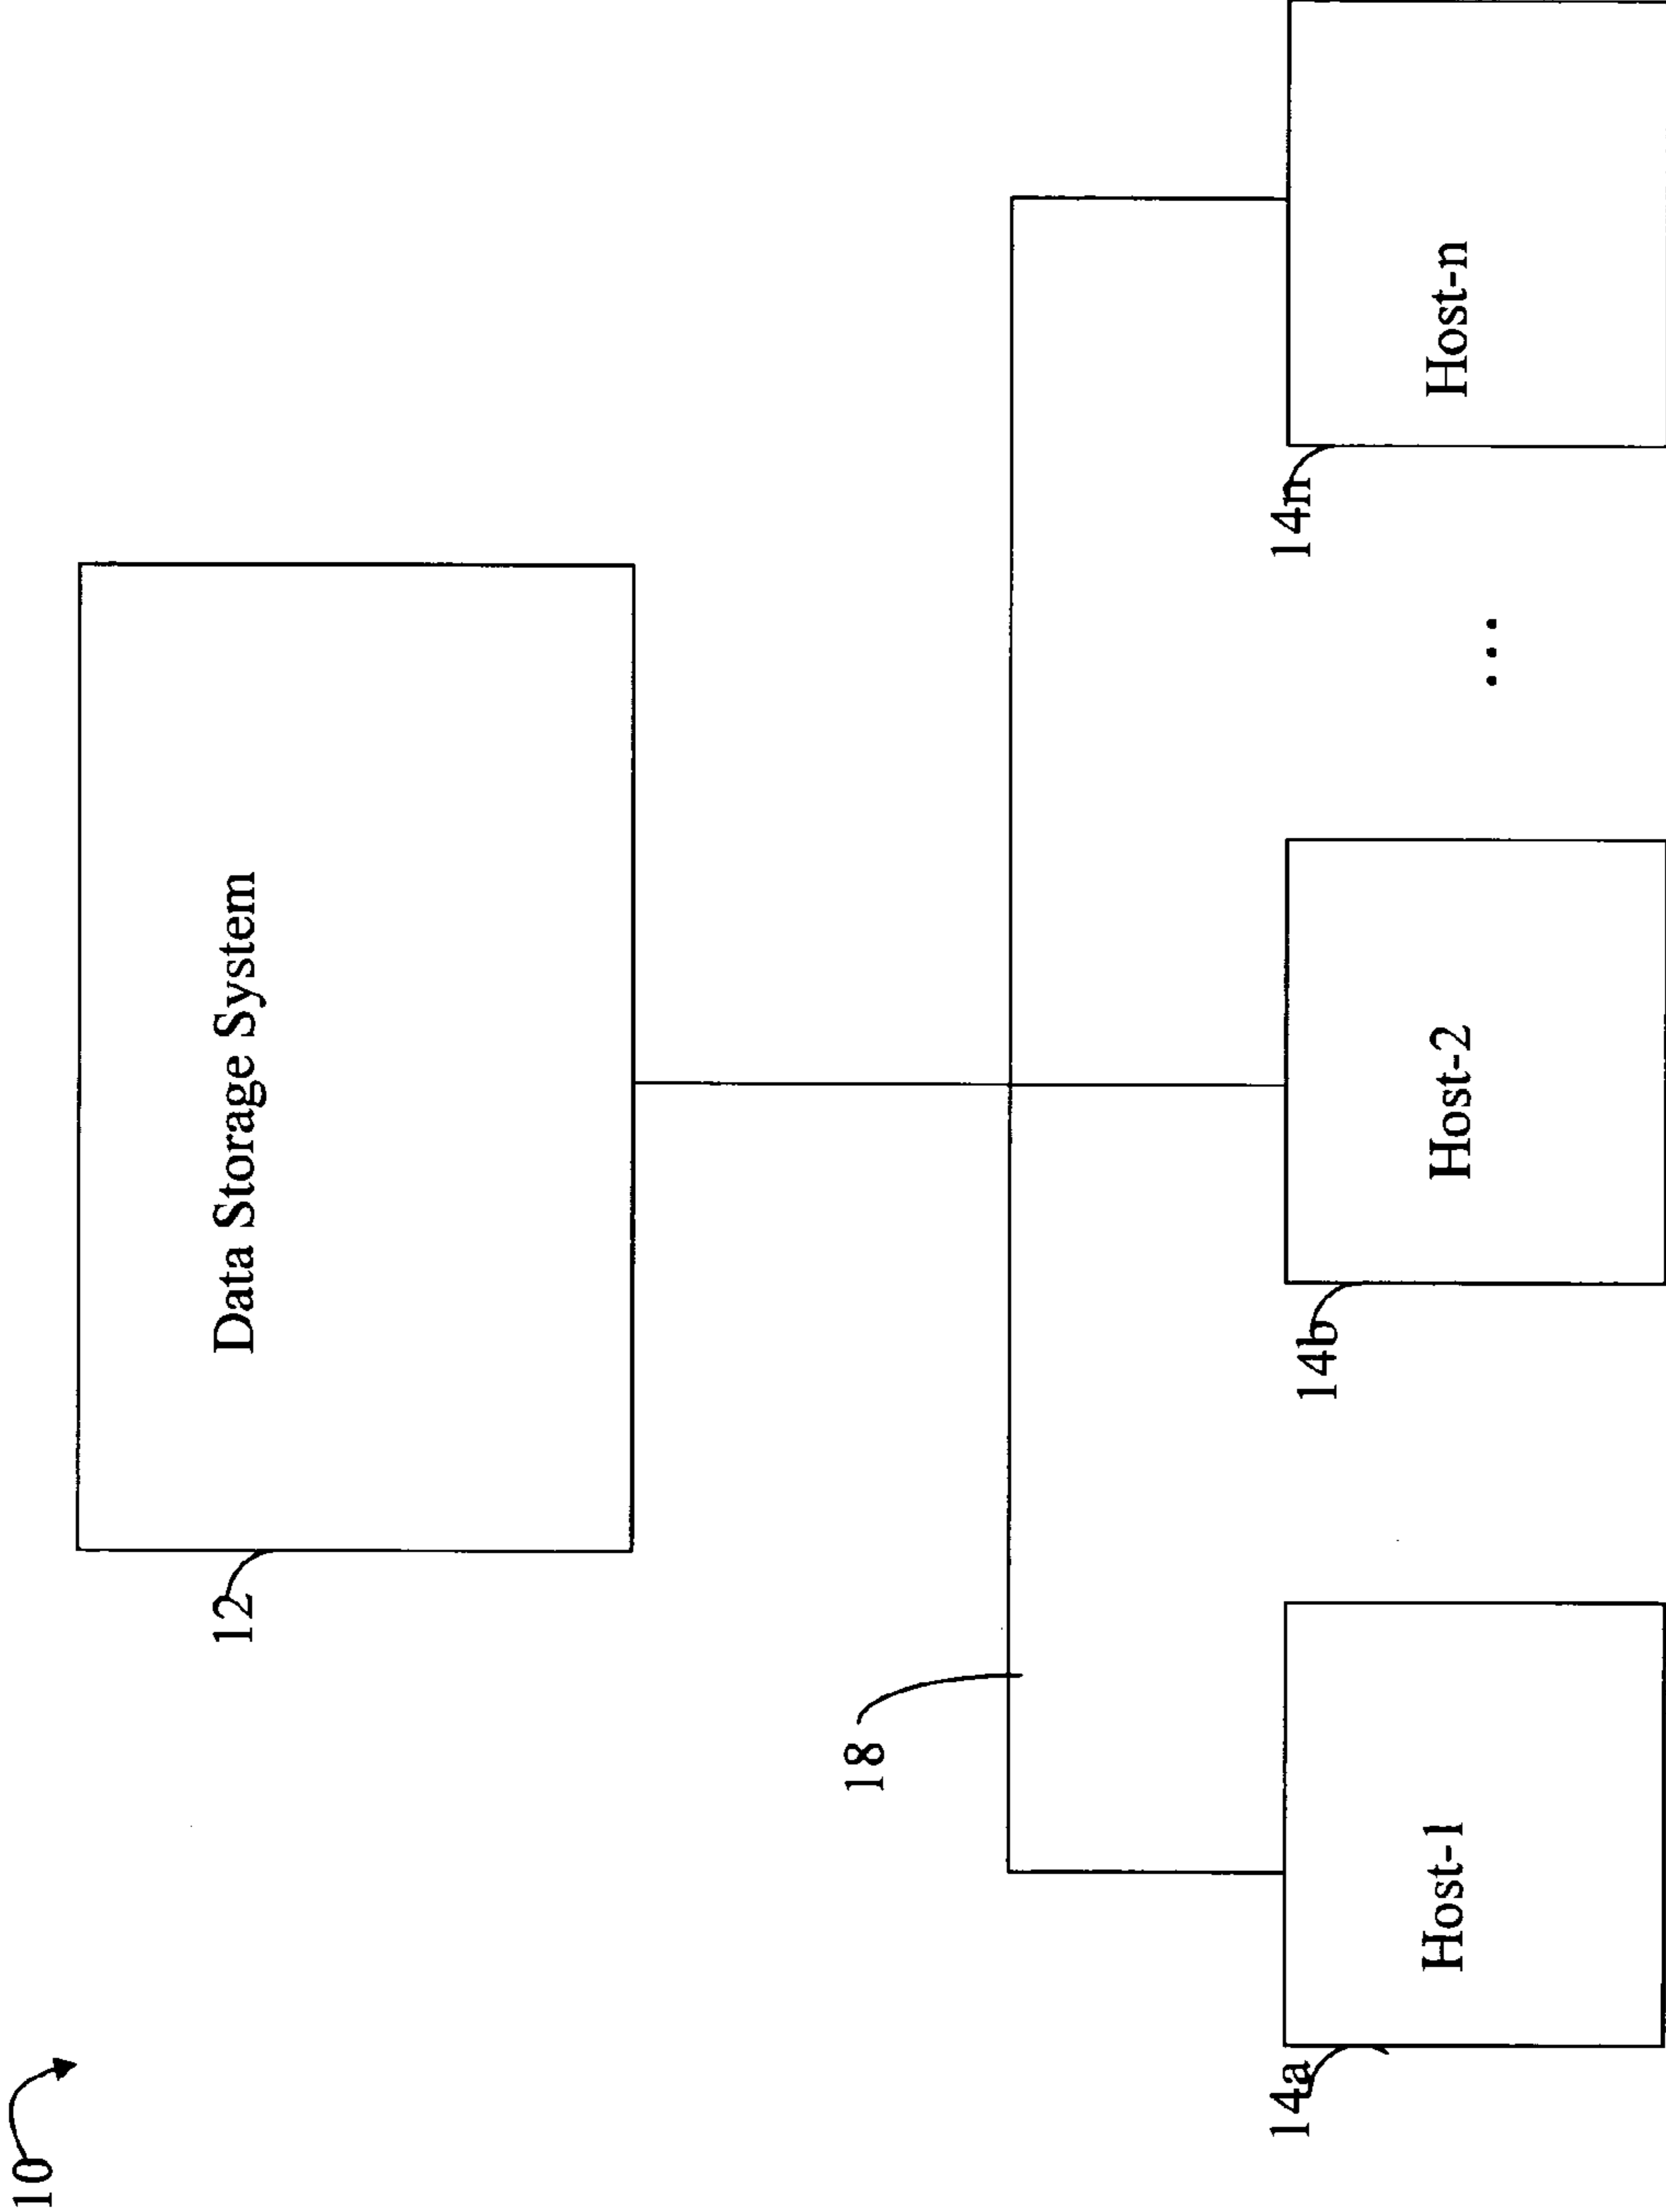 10
12
Data Storage System
18
14a
Host-1
14b
Host-2
...
14n
Host-n